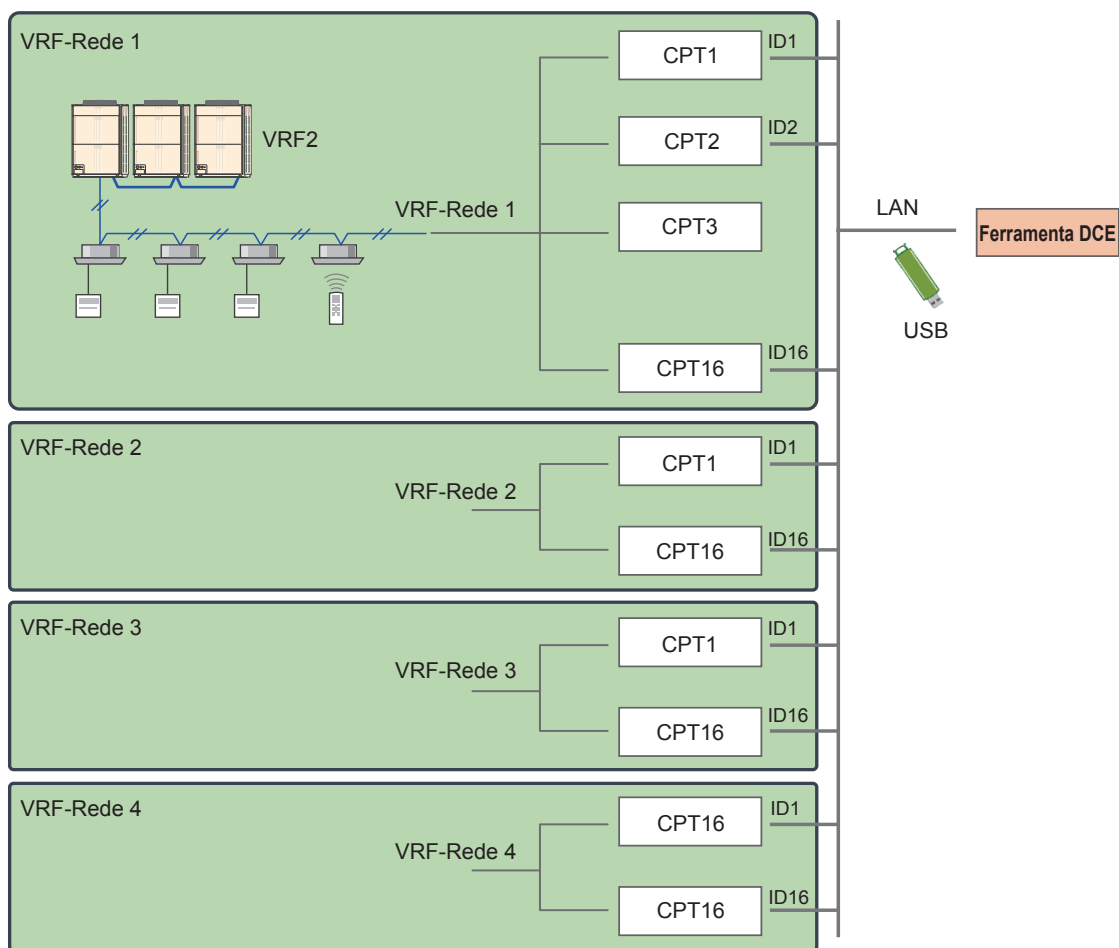 VRF-Rede 1
CPT1
ID1
VRF2
CPT2
ID2
VRF-Rede 1
CPT3
LAN
Ferramenta DCE
USB
CPT16
ID16
VRF-Rede 2
CPT1
ID1
VRF-Rede 2
CPT16
ID16
VRF-Rede 3
CPT1
ID1
VRF-Rede 3
CPT16
ID16
VRF-Rede 4
CPT16
ID1
VRF-Rede 4
CPT16
ID16